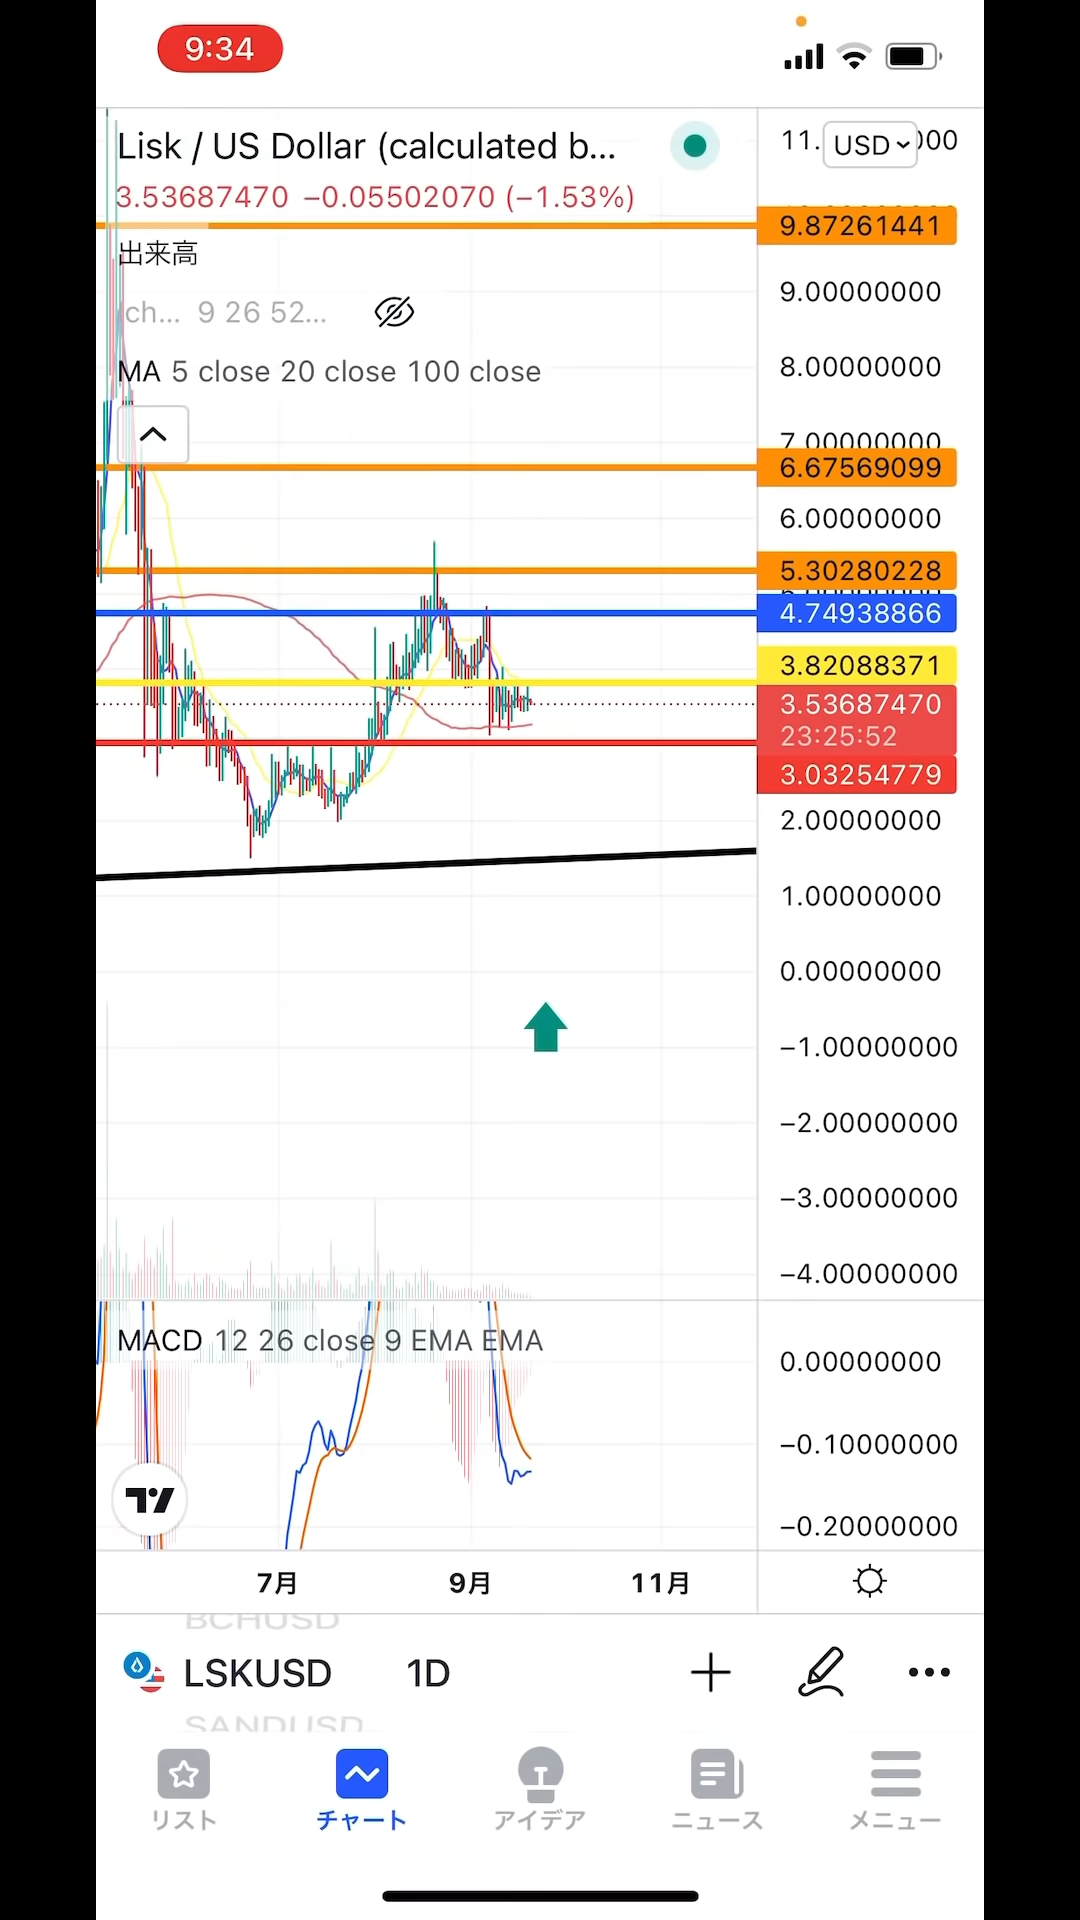 9:34
Lisk / US Dollar (calculated b...
3.53687470 −0.05502070 (−1.53%)
出来高
ch... 9 26 52...
MA 5 close 20 close 100 close
USD
9.87261441
9.00000000
8.00000000
7.00000000
6.67569099
6.00000000
5.30280228
4.74938866
3.82088371
3.53687470
23:25:52
3.03254779
2.00000000
1.00000000
0.00000000
−1.00000000
−2.00000000
−3.00000000
−4.00000000
MACD 12 26 close 9 EMA EMA
0.00000000
−0.10000000
−0.20000000
7月 9月 11月
BCHUSD
LSKUSD 1D
SANDUSD
リスト チャート アイデア ニュース メニュー